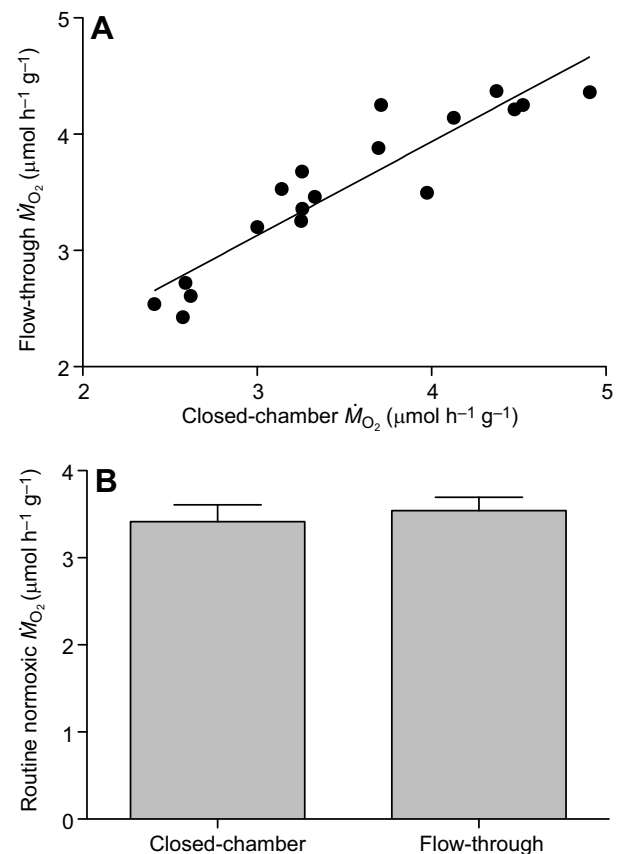 A
5
4
3
2
Flow-through ṀO₂ (µmol h⁻¹ g⁻¹)
2 3 4 5
Closed-chamber ṀO₂ (µmol h⁻¹ g⁻¹)
B
4
3
2
1
0
Routine normoxic ṀO₂ (µmol h⁻¹ g⁻¹)
Closed-chamber Flow-through